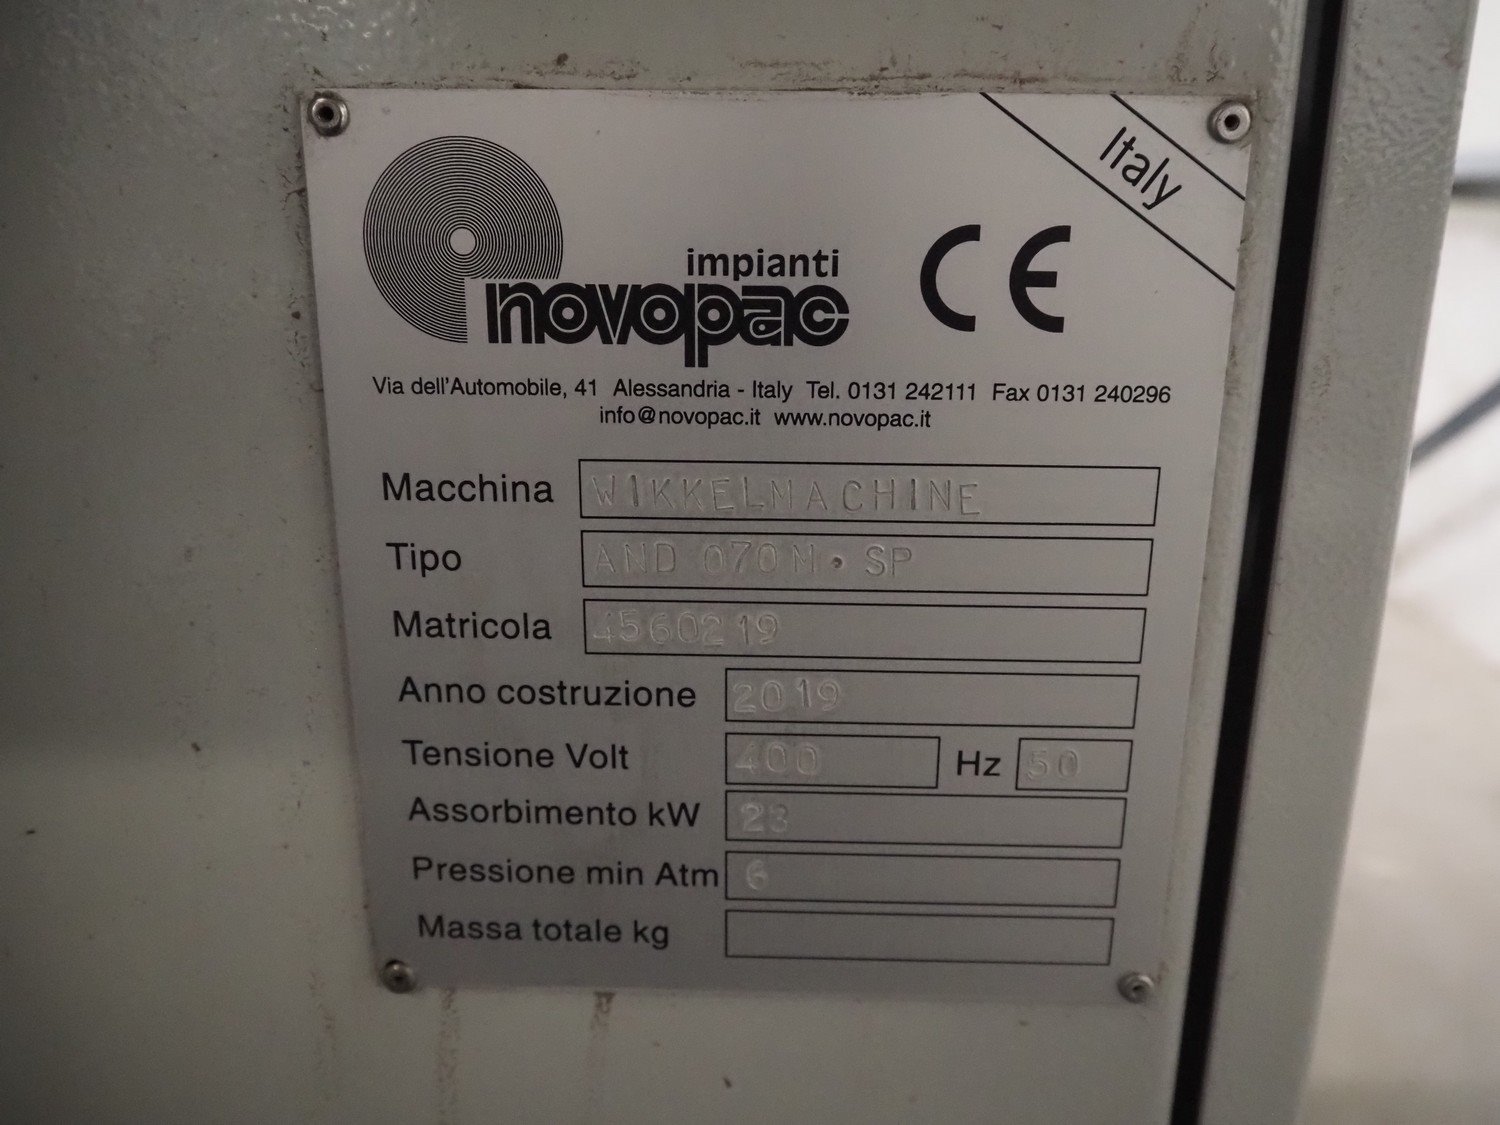 Italy
impianti
novopac
CE
Via dell'Automobile, 41 Alessandria - Italy Tel. 0131 242111 Fax 0131 240296
info@novopac.it www.novopac.it
Macchina WIKKELMACHINE
Tipo AND 070 M • SP
Matricola 4560219
Anno costruzione 2019
Tensione Volt 400 Hz 50
Assorbimento kW 23
Pressione min Atm 6
Massa totale kg